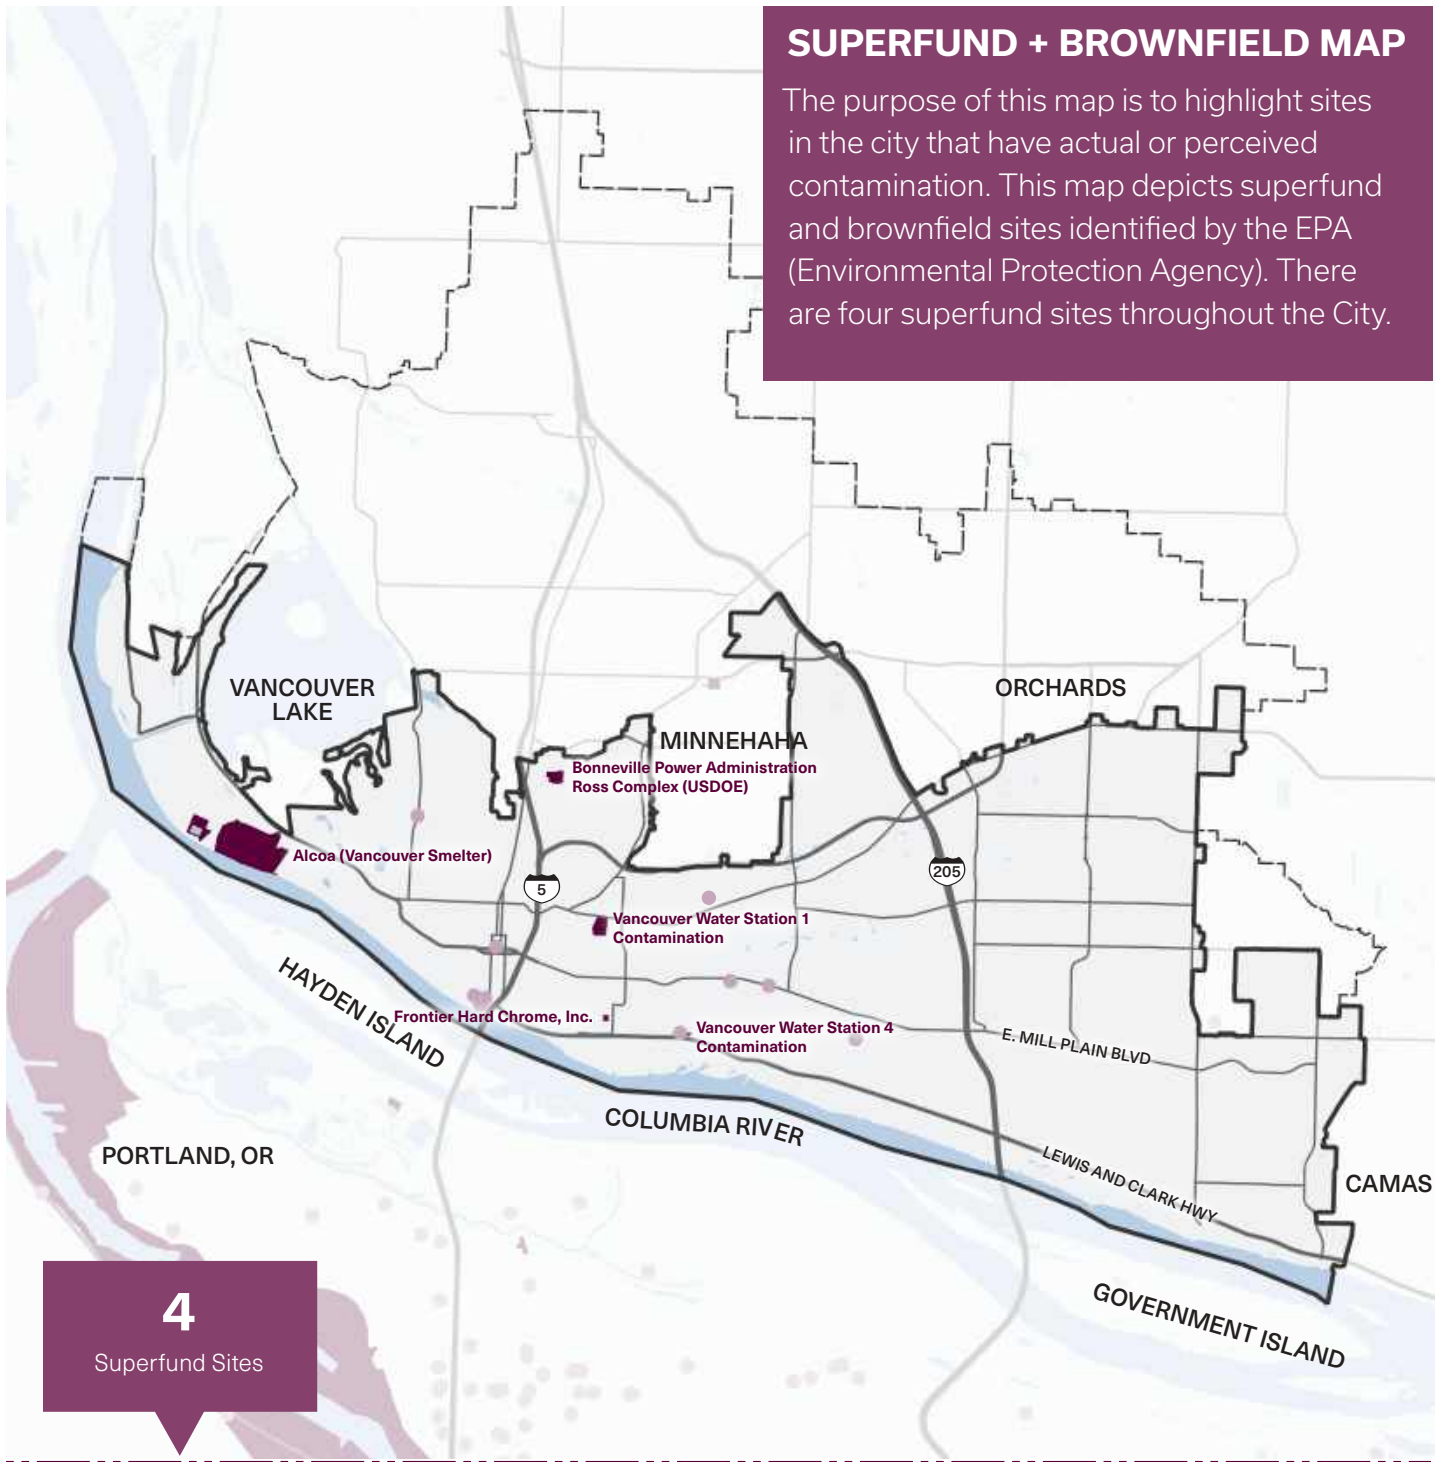 SUPERFUND + BROWNFIELD MAP
The purpose of this map is to highlight sites
in the city that have actual or perceived
contamination. This map depicts superfund
and brownfield sites identified by the EPA
(Environmental Protection Agency). There
are four superfund sites throughout the City.
VANCOUVER
LAKE
ORCHARDS
MINNEHAHA
Bonneville Power Administration
Ross Complex (USDOE)
Alcoa (Vancouver Smelter)
5
205
Vancouver Water Station 1
Contamination
HAYDEN ISLAND
Frontier Hard Chrome, Inc.
Vancouver Water Station 4
Contamination
E. MILL PLAIN BLVD
COLUMBIA RIVER
PORTLAND, OR
LEWIS AND CLARK HWY
CAMAS
GOVERNMENT ISLAND
4
Superfund Sites